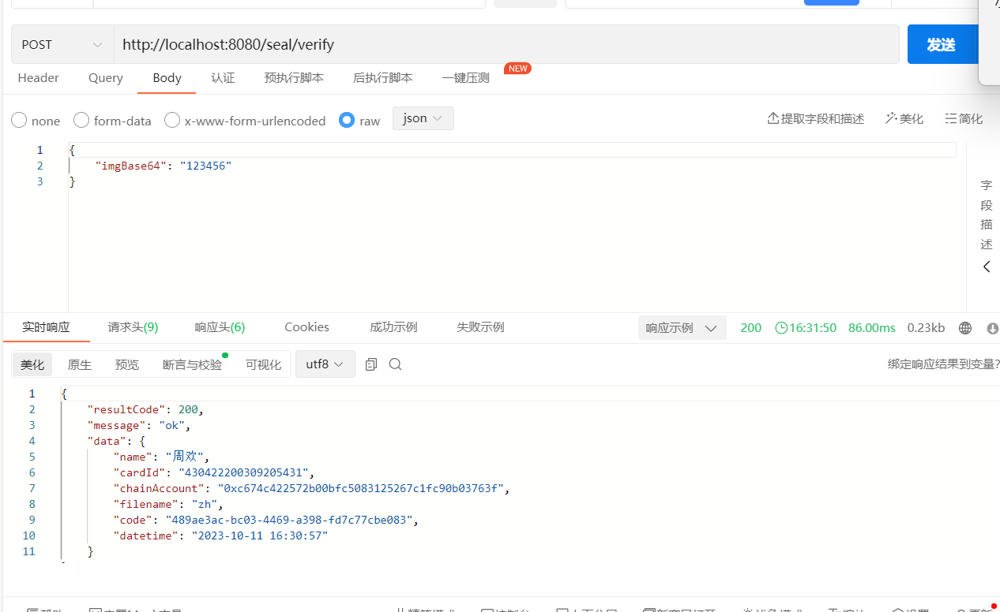 POST http://localhost:8080/seal/verify 发送
NEW
Header Query Body 认证 预执行脚本 后执行脚本 一键压测
none form-data x-www-form-urlencoded raw json 提取字段和描述 美化 简化
1 {
2 "imgBase64": "123456"
3 }
字
段
描
述
实时响应 请求头(9) 响应头(6) Cookies 成功示例 失败示例 响应示例 200 16:31:50 86.00ms 0.23kb
美化 原生 预览 断言与校验 可视化 utf8 绑定响应结果到变量?
1 {
2 "resultCode": 200,
3 "message": "ok",
4 "data": {
5 "name": "周欢",
6 "cardId": "430422200309205431",
7 "chainAccount": "0xc674c422572b00bfc5083125267c1fc90b03763f",
8 "filename": "zh",
9 "code": "489ae3ac-bc03-4469-a398-fd7c77cbe083",
10 "datetime": "2023-10-11 16:30:57"
11 }